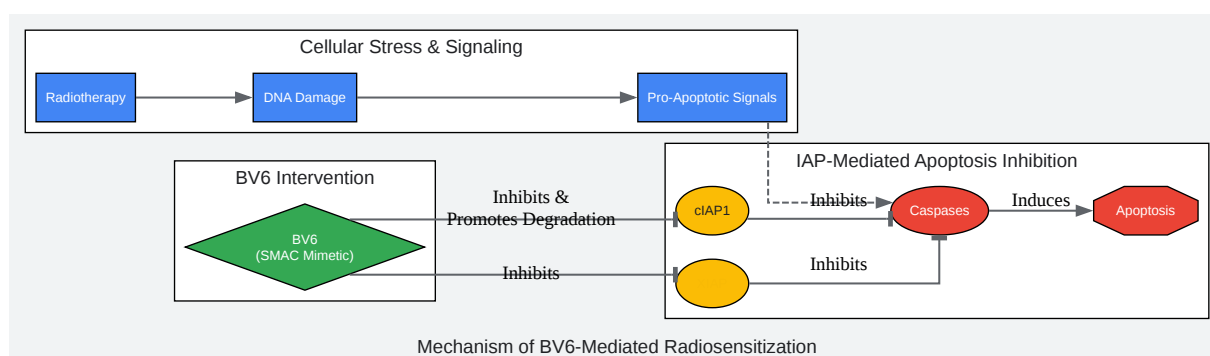 Cellular Stress & Signaling
Radiotherapy
DNA Damage
Pro-Apoptotic Signals
BV6 Intervention
BV6
(SMAC Mimetic)
Inhibits &
Promotes Degradation
Inhibits
IAP-Mediated Apoptosis Inhibition
cIAP1
Inhibits
Caspases
Induces
Apoptosis
Inhibits
Mechanism of BV6-Mediated Radiosensitization